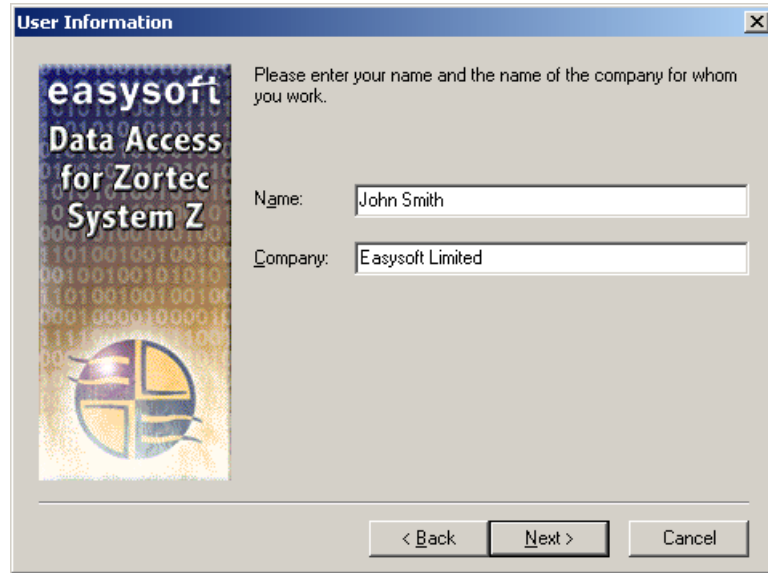 User Information
easysoft
Data Access
for Zortec
System Z
Please enter your name and the name of the company for whom
you work.
Name:
John Smith
Company:
Easysoft Limited
< Back
Next >
Cancel